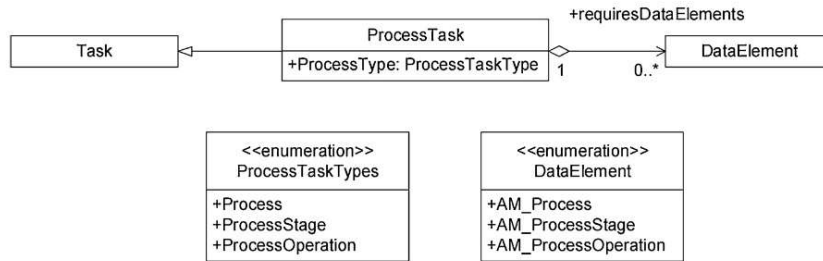 +requiresDataElements
Task
ProcessTask
+ProcessType: ProcessTaskType
1
0..*
DataElement
<<enumeration>>
ProcessTaskTypes
+Process
+ProcessStage
+ProcessOperation
<<enumeration>>
DataElement
+AM_Process
+AM_ProcessStage
+AM_ProcessOperation